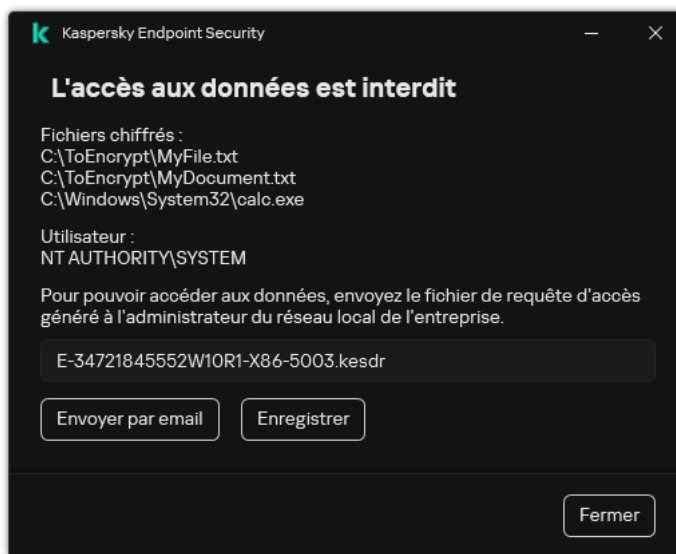 Kaspersky Endpoint Security
L'accès aux données est interdit
Fichiers chiffrés :
C:\ToEncrypt\MyFile.txt
C:\ToEncrypt\MyDocument.txt
C:\Windows\System32\calc.exe
Utilisateur :
NT AUTHORITY\SYSTEM
Pour pouvoir accéder aux données, envoyez le fichier de requête d'accès
généré à l'administrateur du réseau local de l'entreprise.
E-34721845552W10R1-X86-5003.kesdr
Envoyer par email
Enregistrer
Fermer